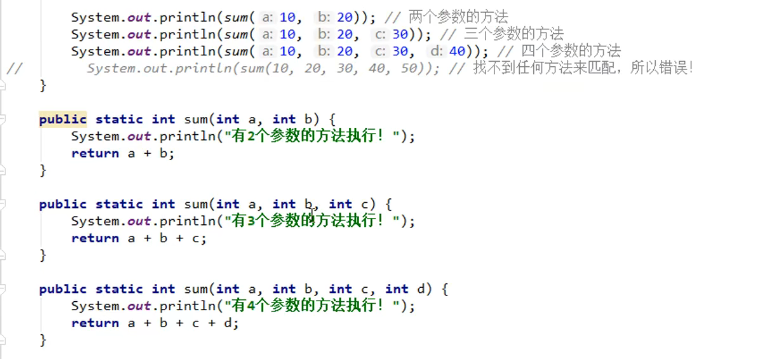 System.out.println(sum( a: 10, b: 20)); // 两个参数的方法
System.out.println(sum( a: 10, b: 20, c: 30)); // 三个参数的方法
System.out.println(sum( a: 10, b: 20, c: 30, d: 40)); // 四个参数的方法
// System.out.println(sum(10, 20, 30, 40, 50)); // 找不到任何方法来匹配，所以错误！
}
public static int sum(int a, int b) {
System.out.println("有2个参数的方法执行！");
return a + b;
}
public static int sum(int a, int b, int c) {
System.out.println("有3个参数的方法执行！");
return a + b + c;
}
public static int sum(int a, int b, int c, int d) {
System.out.println("有4个参数的方法执行！");
return a + b + c + d;
}